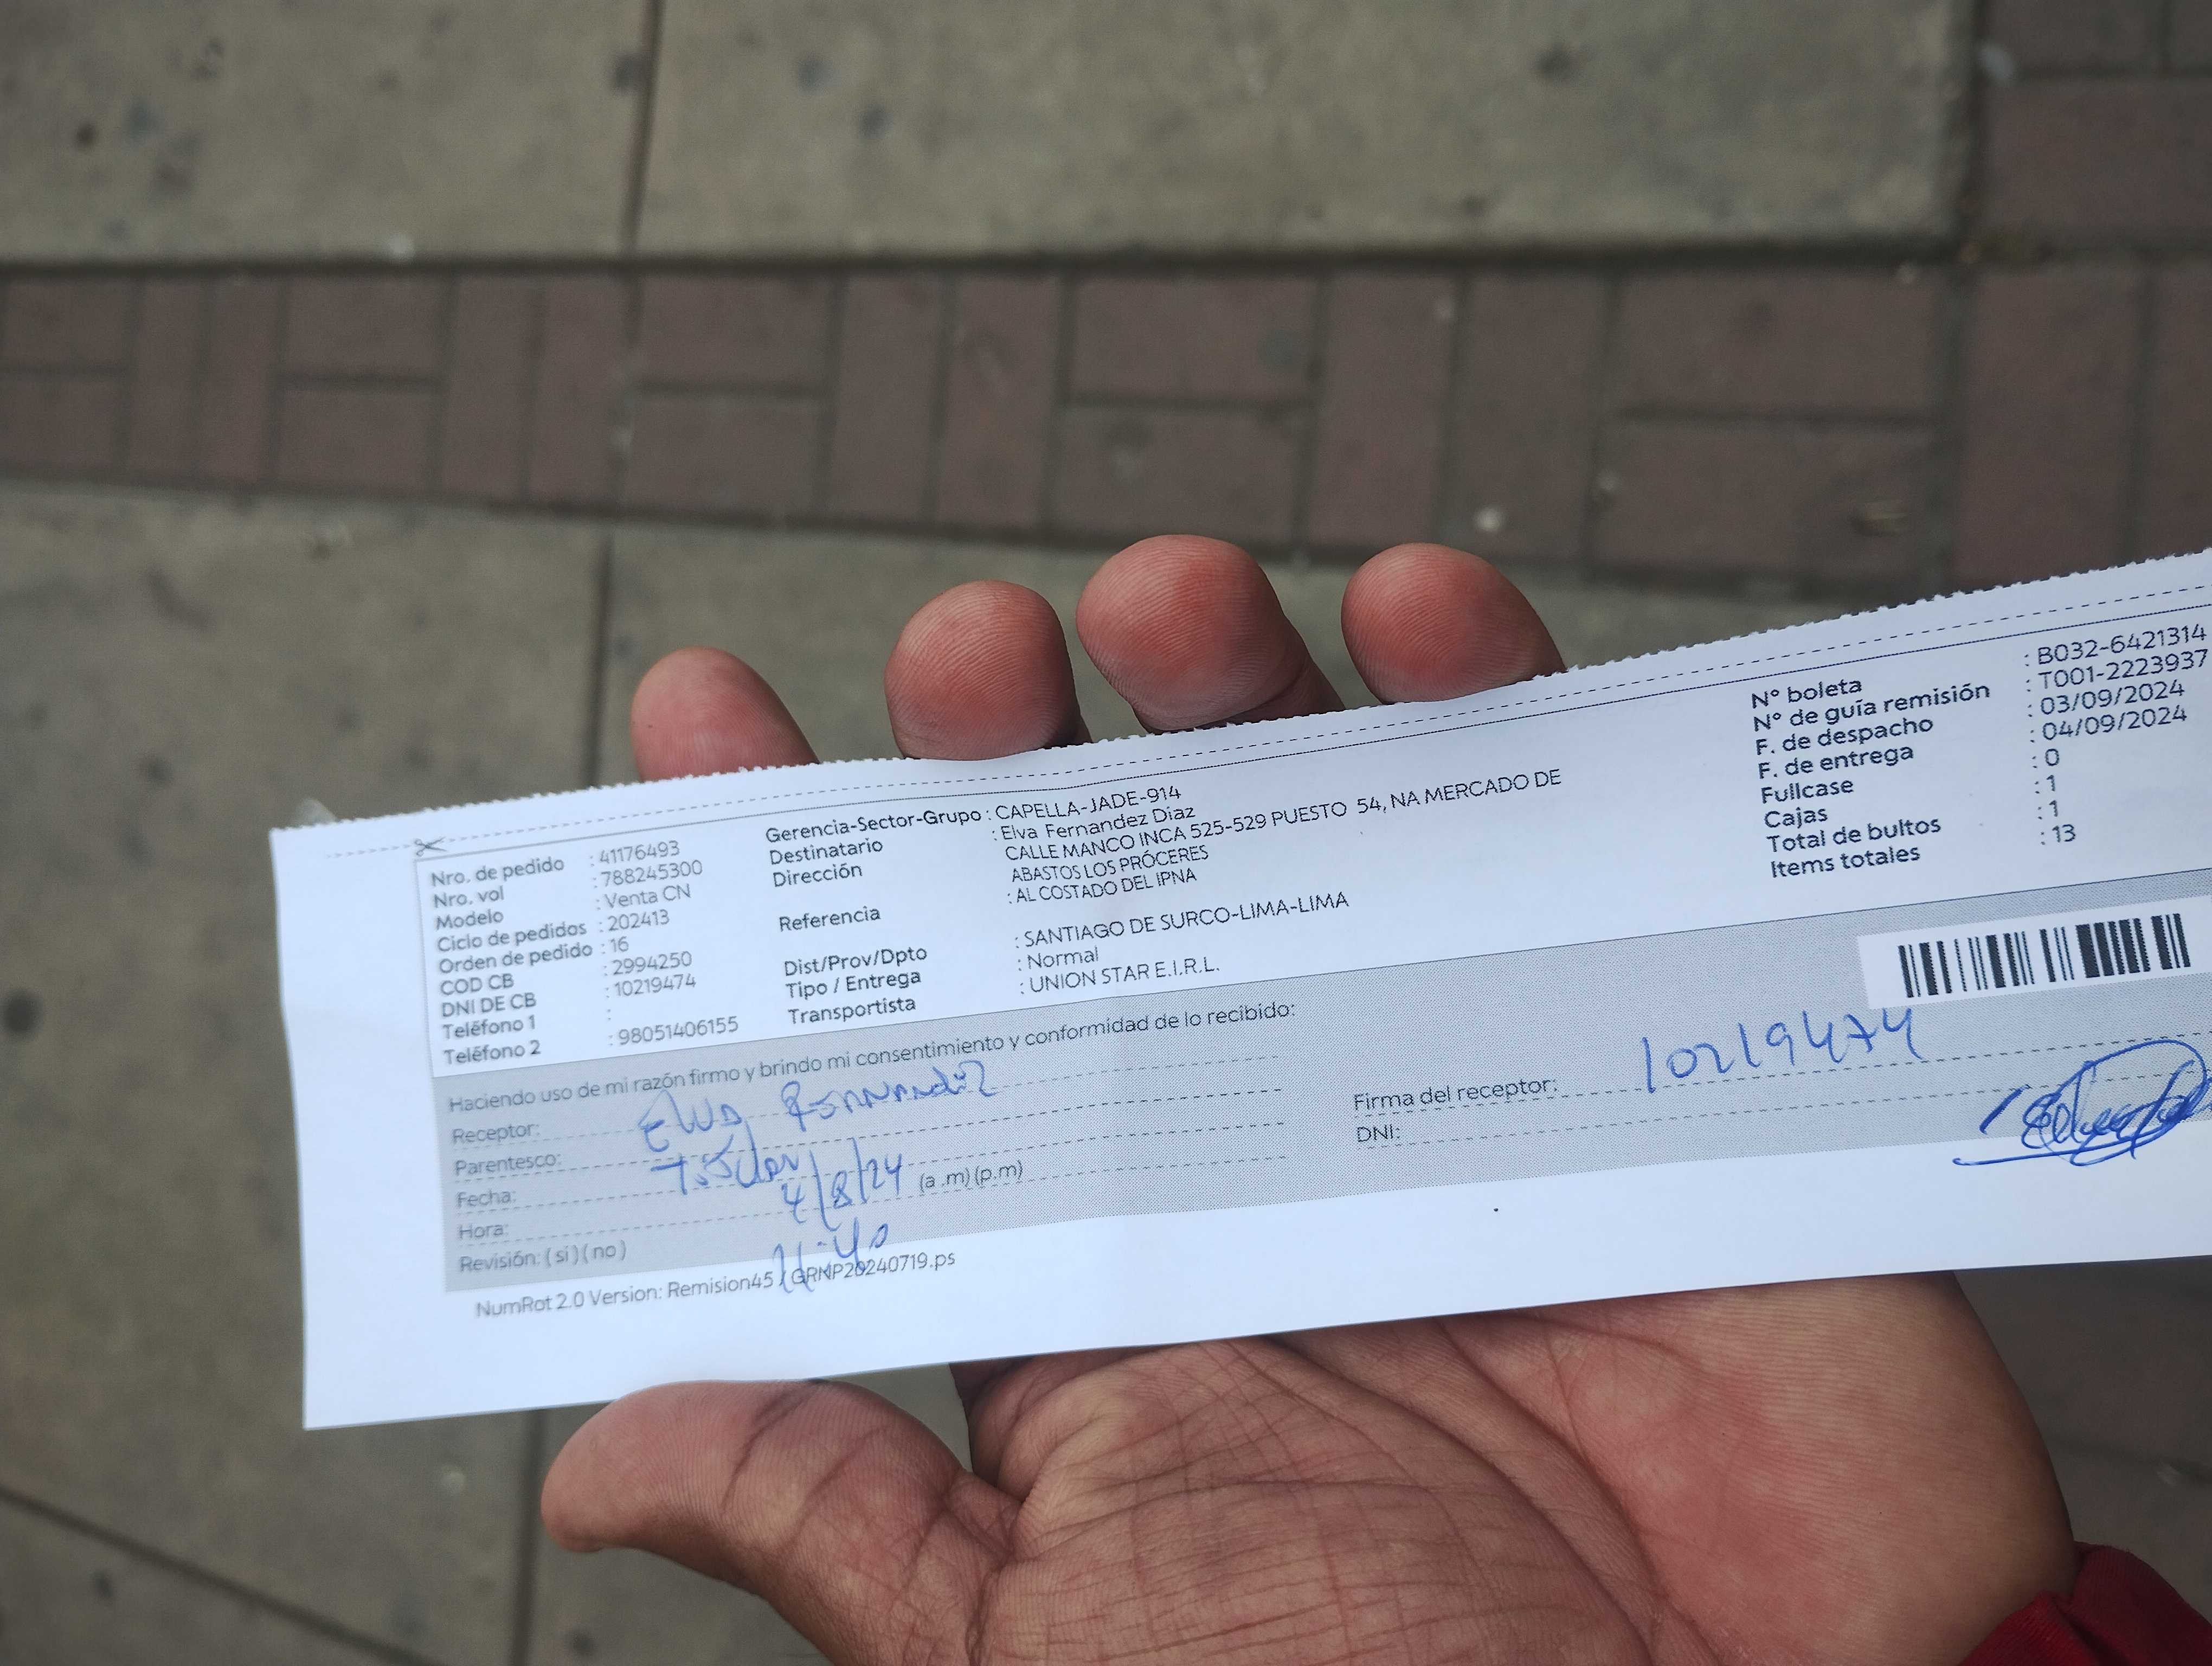 Nro. de pedido : 41176493
Nro. vol : 788245300
Modelo : Venta CN
Ciclo de pedidos : 202413
Orden de pedido : 16
COD CB : 2994250
DNI DE CB : 10219474
Teléfono 1 :
Teléfono 2 : 98051406155
Gerencia-Sector-Grupo : CAPELLA-JADE-914
Destinatario : Elva Fernandez Diaz
Dirección CALLE MANCO INCA 525-529 PUESTO 54, NA MERCADO DE
ABASTOS LOS PRÓCERES
Referencia : AL COSTADO DEL IPNA
Dist/Prov/Dpto : SANTIAGO DE SURCO-LIMA-LIMA
Tipo / Entrega : Normal
Transportista : UNION STAR E.I.R.L.
N° boleta : B032-6421314
N° de guía remisión : T001-2223937
F. de despacho : 03/09/2024
F. de entrega : 04/09/2024
Fullcase : 0
Cajas : 1
Total de bultos : 1
Items totales : 13
Haciendo uso de mi razón firmo y brindo mi consentimiento y conformidad de lo recibido:
Receptor: Elva Fernandez
Parentesco: Titular
Fecha: 4/8/24
Hora: 11:40 (a .m) (p.m)
Revisión: ( si ) ( no )
Firma del receptor:
DNI: 10219474
NumRot 2.0 Version: Remision45 / GRNP20240719.ps